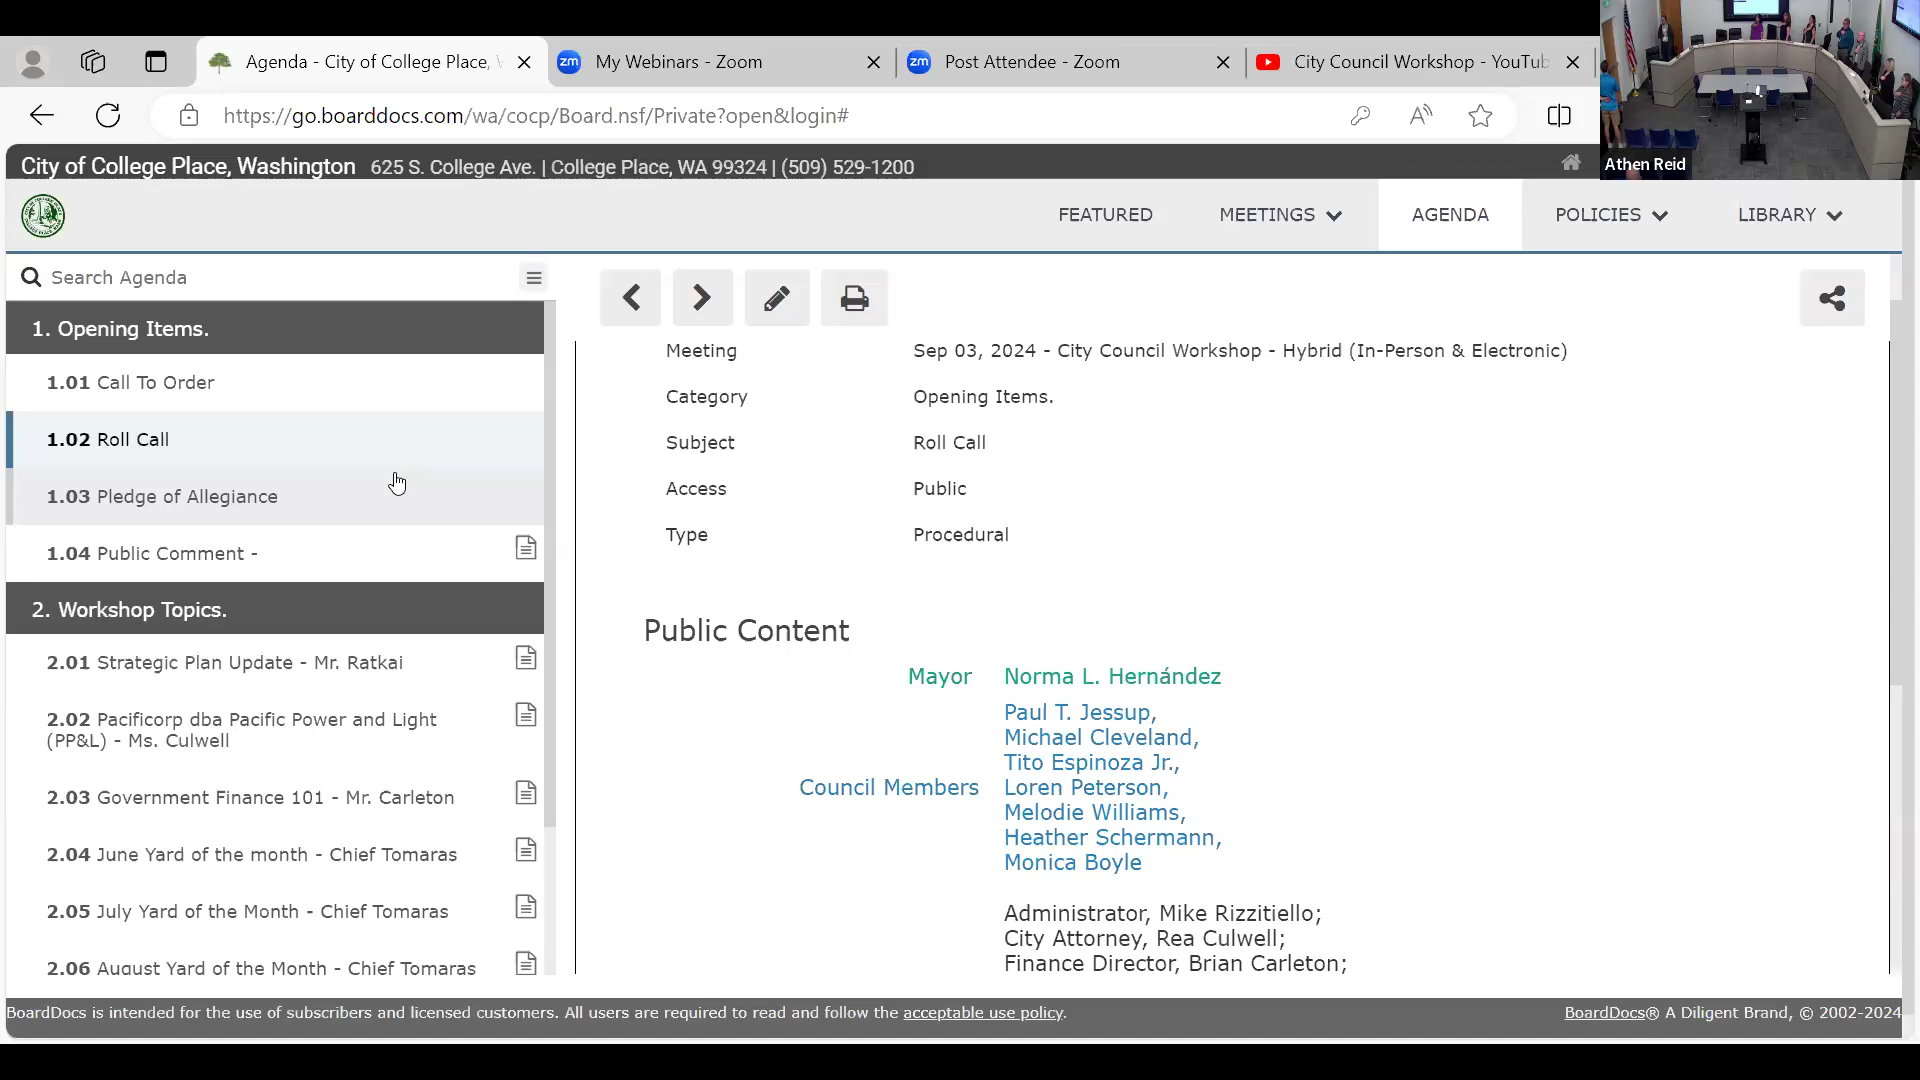 Agenda - City of College Place,
My Webinars - Zoom
Post Attendee - Zoom
City Council Workshop - YouTub
https://go.boarddocs.com/wa/cocp/Board.nsf/Private?open&login#
Athen Reid
City of College Place, Washington 625 S. College Ave. | College Place, WA 99324 | (509) 529-1200
FEATURED MEETINGS AGENDA POLICIES LIBRARY
Search Agenda
1. Opening Items.
1.01 Call To Order
1.02 Roll Call
1.03 Pledge of Allegiance
1.04 Public Comment -
2. Workshop Topics.
2.01 Strategic Plan Update - Mr. Ratkai
2.02 Pacificorp dba Pacific Power and Light
(PP&L) - Ms. Culwell
2.03 Government Finance 101 - Mr. Carleton
2.04 June Yard of the month - Chief Tomaras
2.05 July Yard of the Month - Chief Tomaras
2.06 August Yard of the Month - Chief Tomaras
Meeting Sep 03, 2024 - City Council Workshop - Hybrid (In-Person & Electronic)
Category Opening Items.
Subject Roll Call
Access Public
Type Procedural
Public Content
Mayor Norma L. Hernández
Paul T. Jessup,
Michael Cleveland,
Tito Espinoza Jr.,
Council Members Loren Peterson,
Melodie Williams,
Heather Schermann,
Monica Boyle
Administrator, Mike Rizzitiello;
City Attorney, Rea Culwell;
Finance Director, Brian Carleton;
BoardDocs is intended for the use of subscribers and licensed customers. All users are required to read and follow the acceptable use policy.
BoardDocs® A Diligent Brand, © 2002-2024